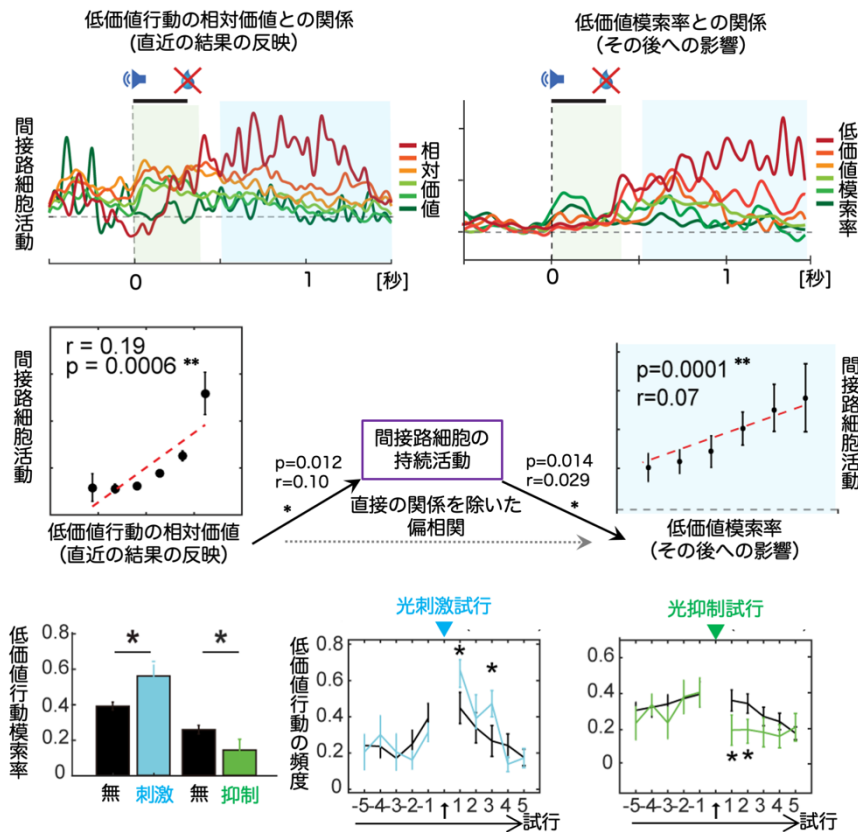 低価値行動の相対価値との関係
(直近の結果の反映)
間接路細胞活動
相対価値
0
1
[秒]
低価値模索率との関係
(その後への影響)
低価値模索率
0
1
[秒]
間接路細胞活動
r = 0.19
p = 0.0006 **
低価値行動の相対価値
(直近の結果の反映)
p=0.012
r=0.10
*
間接路細胞の
持続活動
直接の関係を除いた
偏相関
p=0.014
r=0.029
*
p=0.0001 **
r=0.07
間接路細胞活動
低価値模索率
(その後への影響)
低価値行動模索率
0.8
0.6
0.4
0.2
0
* *
無 刺激 無 抑制
光刺激試行
低価値行動の頻度
0.8
0.6
0.4
0.2
0
* *
-5 -4 -3 -2 -1 ↑ 1 2 3 4 5
試行
光抑制試行
0.6
0.4
0.2
0
* *
-5 -4 -3 -2 -1 ↑ 1 2 3 4 5
試行